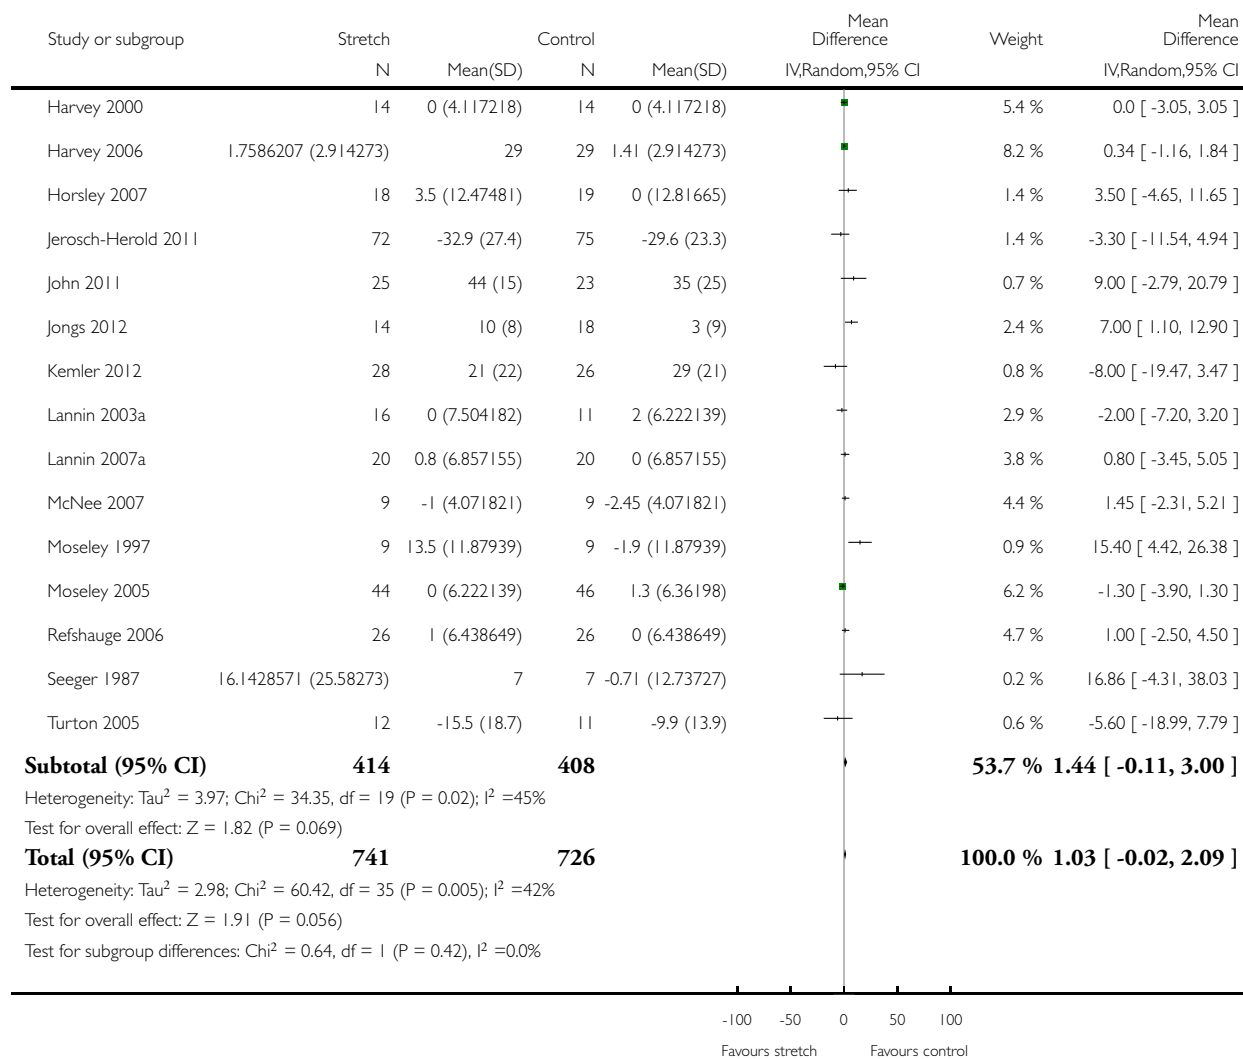 Study or subgroup Stretch Control Mean Difference Weight Mean Difference
N Mean(SD) N Mean(SD) IV,Random,95% CI IV,Random,95% CI
Harvey 2000 14 0 (4.117218) 14 0 (4.117218) 5.4 % 0.0 [ -3.05, 3.05 ]
Harvey 2006 1.7586207 (2.914273) 29 29 1.41 (2.914273) 8.2 % 0.34 [ -1.16, 1.84 ]
Horsley 2007 18 3.5 (12.47481) 19 0 (12.81665) 1.4 % 3.50 [ -4.65, 11.65 ]
Jerosch-Herold 2011 72 -32.9 (27.4) 75 -29.6 (23.3) 1.4 % -3.30 [ -11.54, 4.94 ]
John 2011 25 44 (15) 23 35 (25) 0.7 % 9.00 [ -2.79, 20.79 ]
Jongs 2012 14 10 (8) 18 3 (9) 2.4 % 7.00 [ 1.10, 12.90 ]
Kemler 2012 28 21 (22) 26 29 (21) 0.8 % -8.00 [ -19.47, 3.47 ]
Lannin 2003a 16 0 (7.504182) 11 2 (6.222139) 2.9 % -2.00 [ -7.20, 3.20 ]
Lannin 2007a 20 0.8 (6.857155) 20 0 (6.857155) 3.8 % 0.80 [ -3.45, 5.05 ]
McNee 2007 9 -1 (4.071821) 9 -2.45 (4.071821) 4.4 % 1.45 [ -2.31, 5.21 ]
Moseley 1997 9 13.5 (11.87939) 9 -1.9 (11.87939) 0.9 % 15.40 [ 4.42, 26.38 ]
Moseley 2005 44 0 (6.222139) 46 1.3 (6.36198) 6.2 % -1.30 [ -3.90, 1.30 ]
Refshauge 2006 26 1 (6.438649) 26 0 (6.438649) 4.7 % 1.00 [ -2.50, 4.50 ]
Seeger 1987 16.1428571 (25.58273) 7 7 -0.71 (12.73727) 0.2 % 16.86 [ -4.31, 38.03 ]
Turton 2005 12 -15.5 (18.7) 11 -9.9 (13.9) 0.6 % -5.60 [ -18.99, 7.79 ]
Subtotal (95% CI) 414 408 53.7 % 1.44 [ -0.11, 3.00 ]
Heterogeneity: Tau² = 3.97; Chi² = 34.35, df = 19 (P = 0.02); I² =45%
Test for overall effect: Z = 1.82 (P = 0.069)
Total (95% CI) 741 726 100.0 % 1.03 [ -0.02, 2.09 ]
Heterogeneity: Tau² = 2.98; Chi² = 60.42, df = 35 (P = 0.005); I² =42%
Test for overall effect: Z = 1.91 (P = 0.056)
Test for subgroup differences: Chi² = 0.64, df = 1 (P = 0.42), I² =0.0%
-100 -50 0 50 100
Favours stretch Favours control